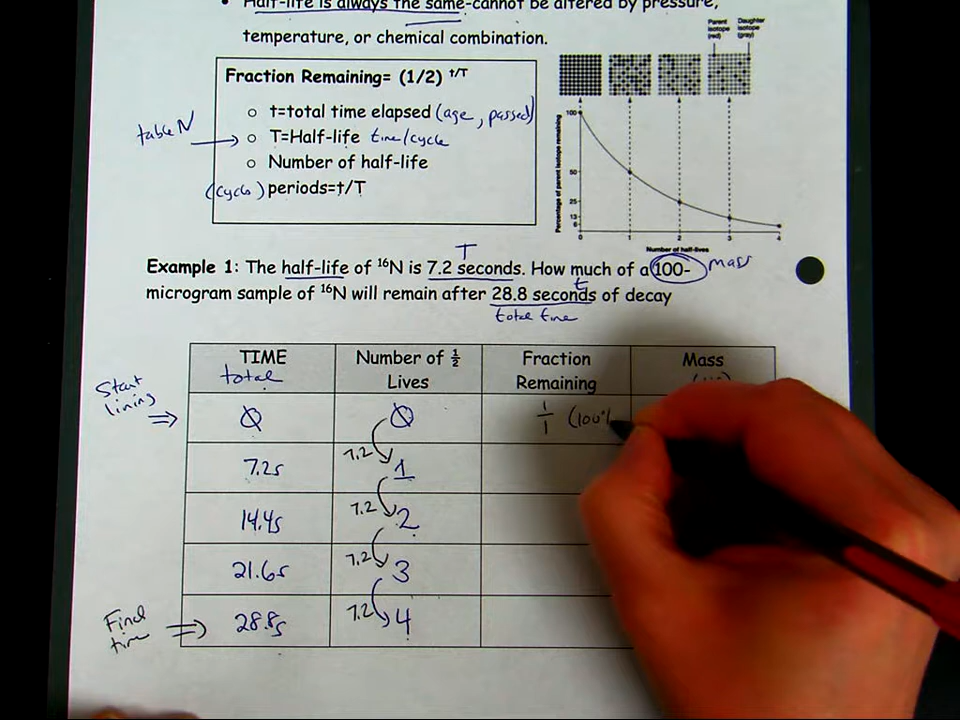 • Half-life is always the same-cannot be altered by pressure,
temperature, or chemical combination.
Parent isotope (red)
Daughter isotope (gray)
Fraction Remaining= (1/2) t/T
t=total time elapsed (age, passed)
table N
T=Half-life time/cycle
Number of half-life
(cycle) periods=t/T
Percentage of parent isotope remaining
100
50
25
13
0 1 2 3 4
Number of half-lives
T
Example 1: The half-life of ¹⁶N is 7.2 seconds. How much of a 100- mass
t
microgram sample of ¹⁶N will remain after 28.8 seconds of decay
total time
TIME Number of ½ Fraction Mass
total Lives Remaining
Start lining ⇒ 0 0 1/1 (100%
7.2
7.2s 1
7.2
14.4s 2
7.2
21.6s 3
7.2
Find time ⇒ 28.8s 4